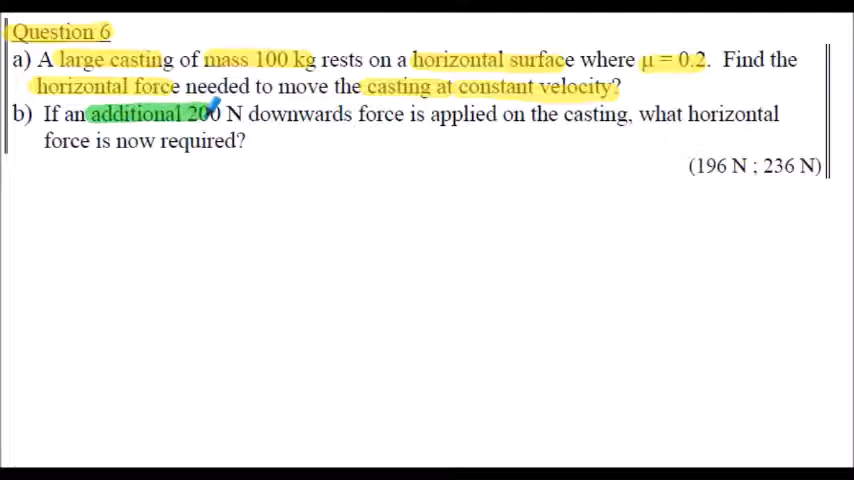 Question 6
a) A large casting of mass 100 kg rests on a horizontal surface where μ = 0.2. Find the
horizontal force needed to move the casting at constant velocity?
b) If an additional 200 N downwards force is applied on the casting, what horizontal
force is now required?
(196 N ; 236 N)